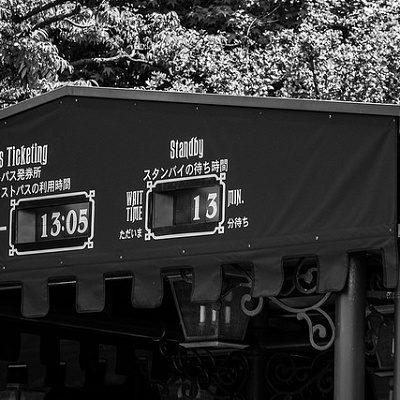 s Ticketing
パス発券所
ストパスの利用時間
13:05
Standby
スタンバイの待ち時間
WAIT TIME
ただいま
13
MIN.
分待ち